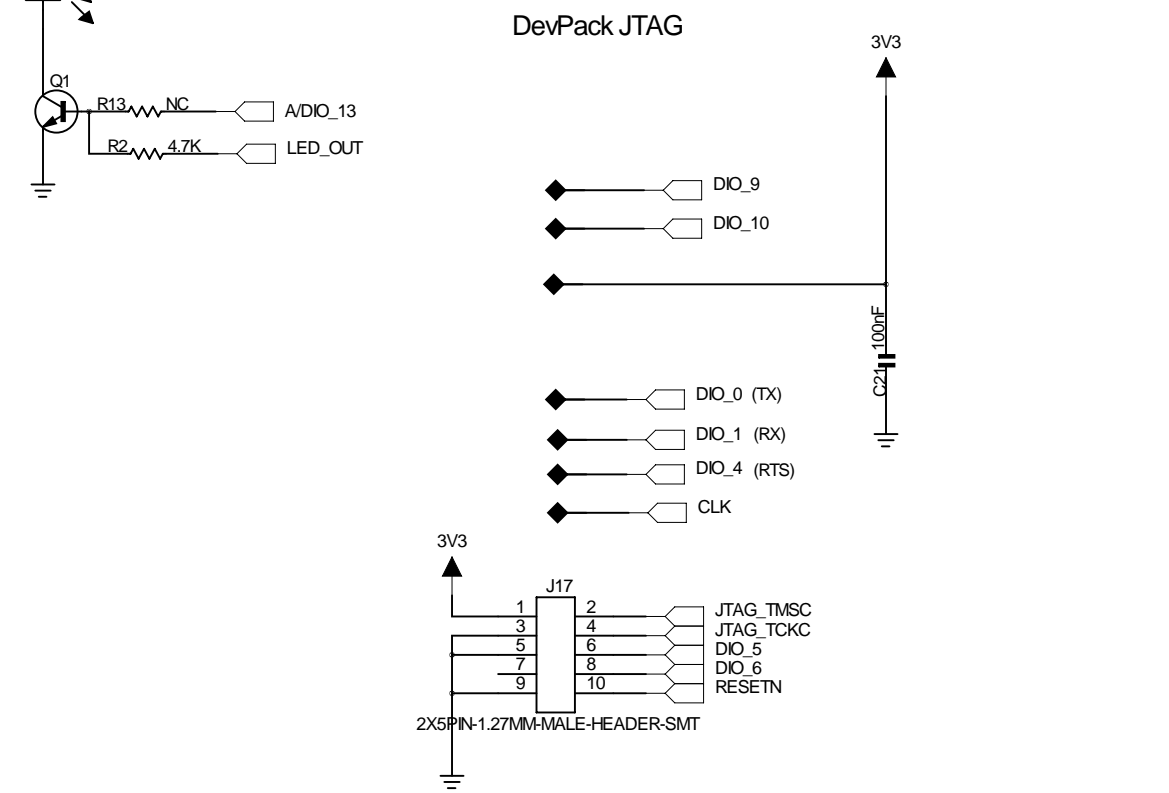 DevPack JTAG
3V3
Q1
R13 NC A/DIO_13
R2 4.7K LED_OUT
DIO_9
DIO_10
100nF
C21
DIO_0 (TX)
DIO_1 (RX)
DIO_4 (RTS)
CLK
3V3
J17
1 2 JTAG_TMSC
3 4 JTAG_TCKC
5 6 DIO_5
7 8 DIO_6
9 10 RESETN
2X5PIN-1.27MM-MALE-HEADER-SMT